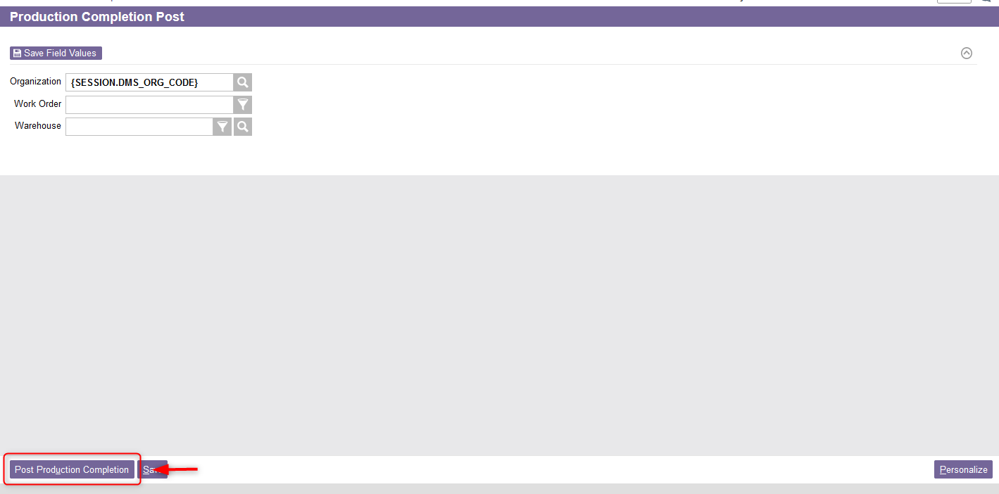 Production Completion Post
Save Field Values
Organization {SESSION.DMS_ORG_CODE}
Work Order
Warehouse
Post Production Completion
Personalize